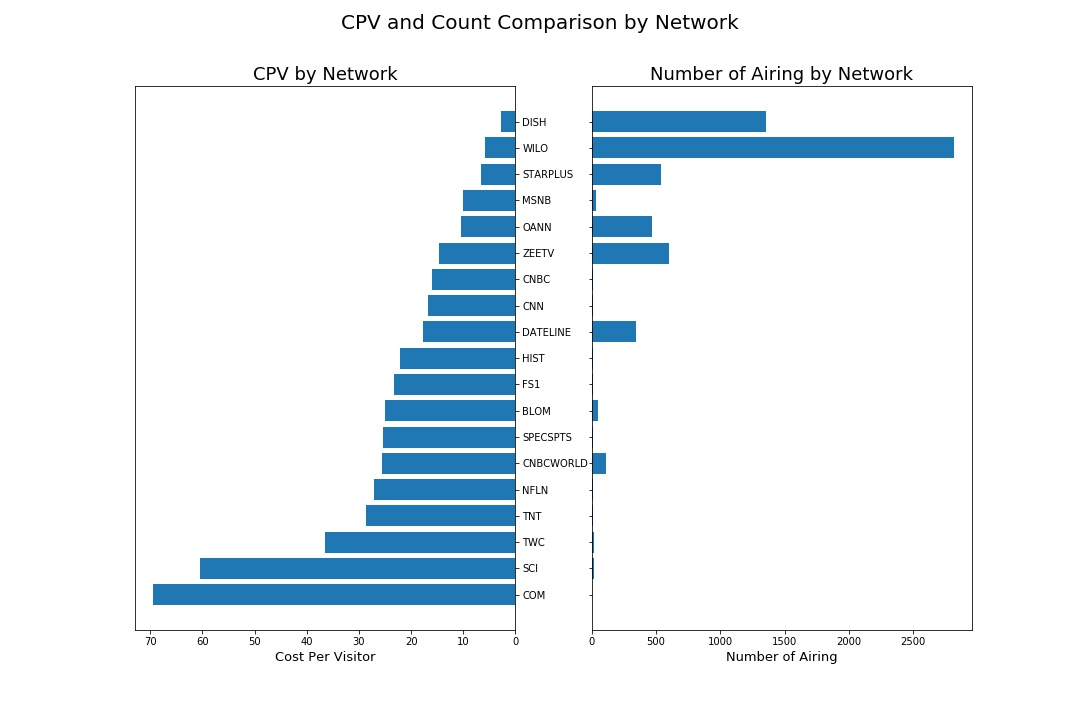 CPV and Count Comparison by Network
CPV by Network
Number of Airing by Network
DISH
WILO
STARPLUS
MSNB
OANN
ZEETV
CNBC
CNN
DATELINE
HIST
FS1
BLOM
SPECSPTS
CNBCWORLD
NFLN
TNT
TWC
SCI
COM
70 60 50 40 30 20 10 0
Cost Per Visitor
0 500 1000 1500 2000 2500
Number of Airing